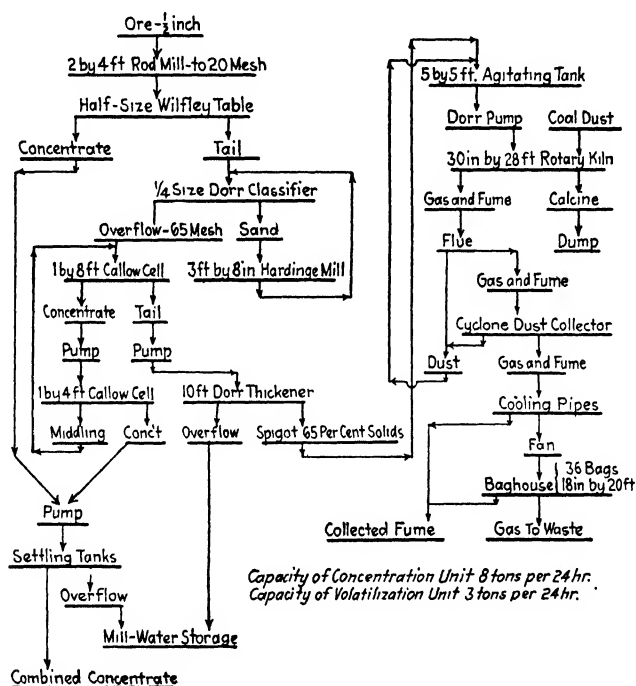 Ore-½inch
2 by 4 ft Rod Mill-to 20 Mesh
Half-Size Wilfley Table
Concentrate
Tail
¼ Size Dorr Classifier
Overflow-65 Mesh
Sand
1 by 8 ft Callow Cell
3 ft by 8 in Hardinge Mill
Concentrate
Tail
Pump
Pump
1 by 4 ft Callow Cell
10 ft Dorr Thickener
Middling
Conc't
Overflow
Spigot 65 Per Cent Solids
Pump
Settling Tanks
Overflow
Mill-Water Storage
Combined Concentrate
5 by 5 ft. Agitating Tank
Dorr Pump
Coal Dust
30 in by 28 ft Rotary Kiln
Gas and Fume
Calcine
Flue
Dump
Gas and Fume
Cyclone Dust Collector
Dust
Gas and Fume
Cooling Pipes
Fan
Baghouse
36 Bags
18 in by 20 ft
Collected Fume
Gas To Waste
Capacity of Concentration Unit 8 tons per 24 hr.
Capacity of Volatilization Unit 3 tons per 24 hr.